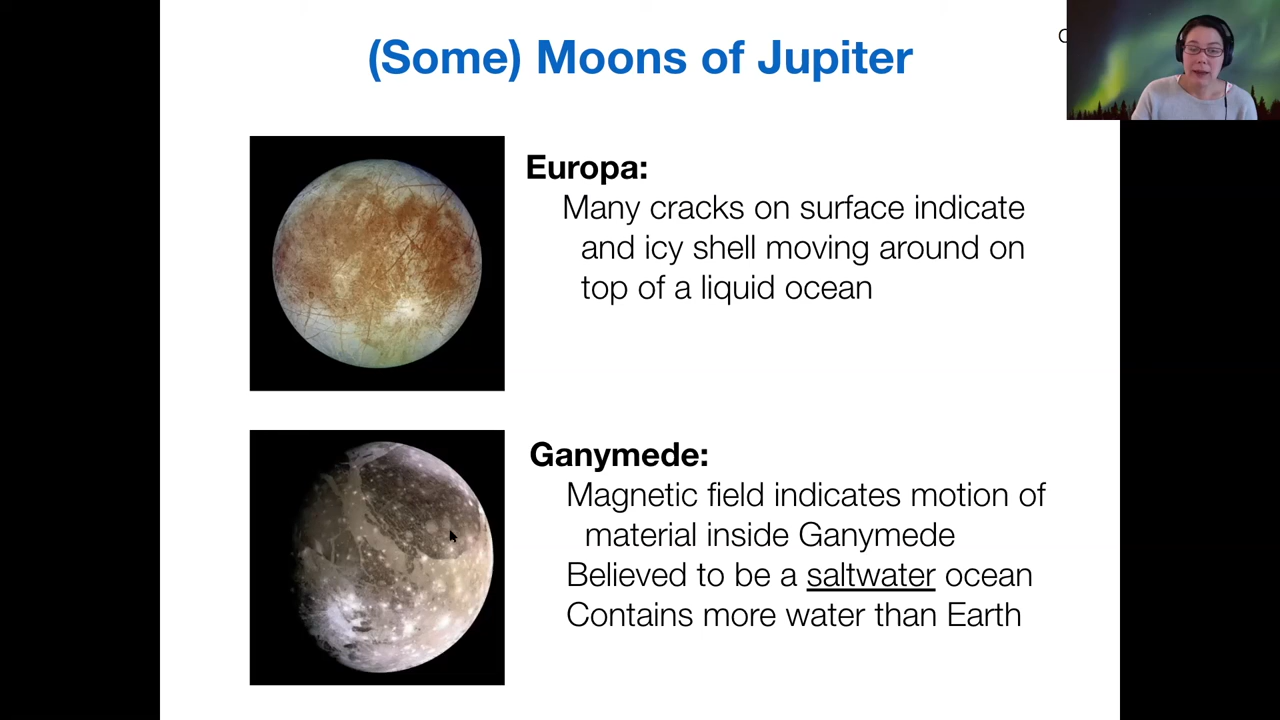 (Some) Moons of Jupiter
Europa:
Many cracks on surface indicate
and icy shell moving around on
top of a liquid ocean
Ganymede:
Magnetic field indicates motion of
material inside Ganymede
Believed to be a saltwater ocean
Contains more water than Earth